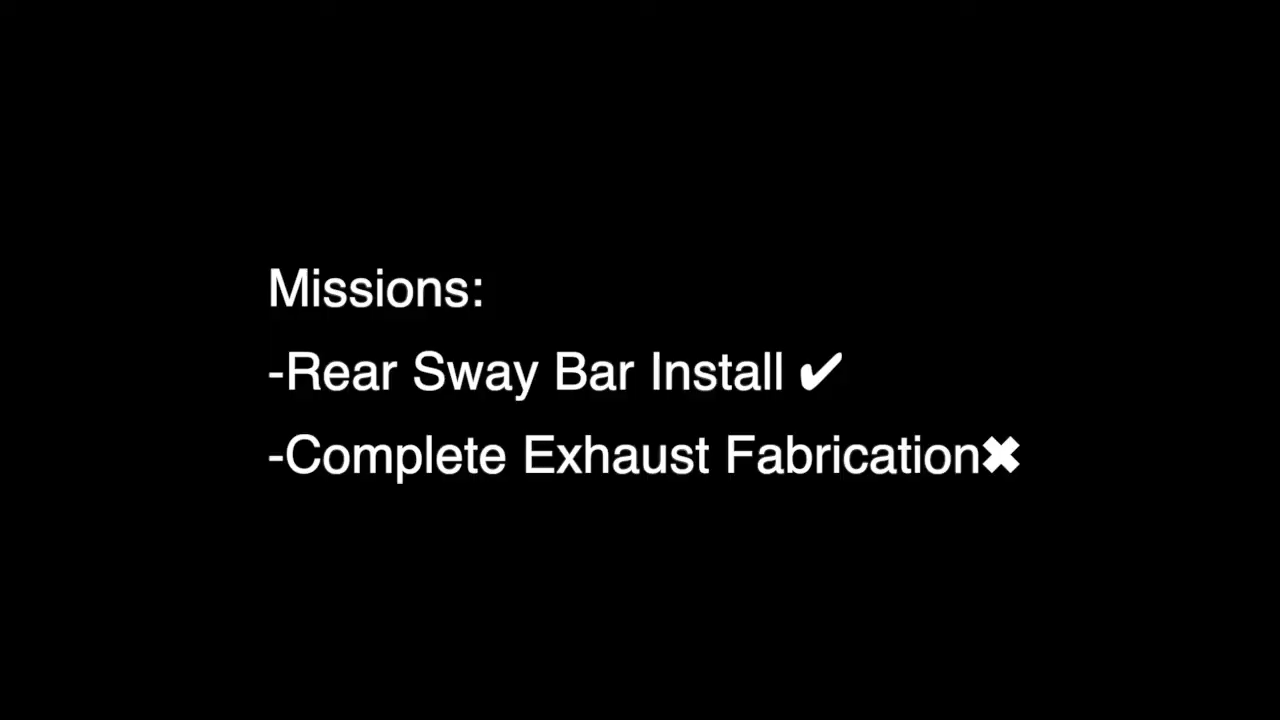 Missions:
-Rear Sway Bar Install ✔
-Complete Exhaust Fabrication✖